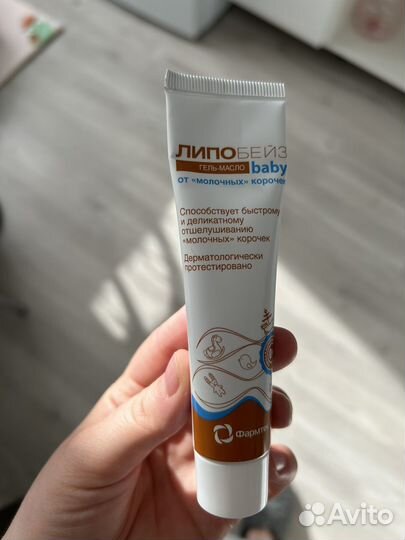 ЛИПОБЕЙЗ
ГЕЛЬ-МАСЛО baby
от «молочных» корочек
Способствует быстрому
и деликатному
отшелушиванию
«молочных» корочек
Дерматологически
протестировано
Avito